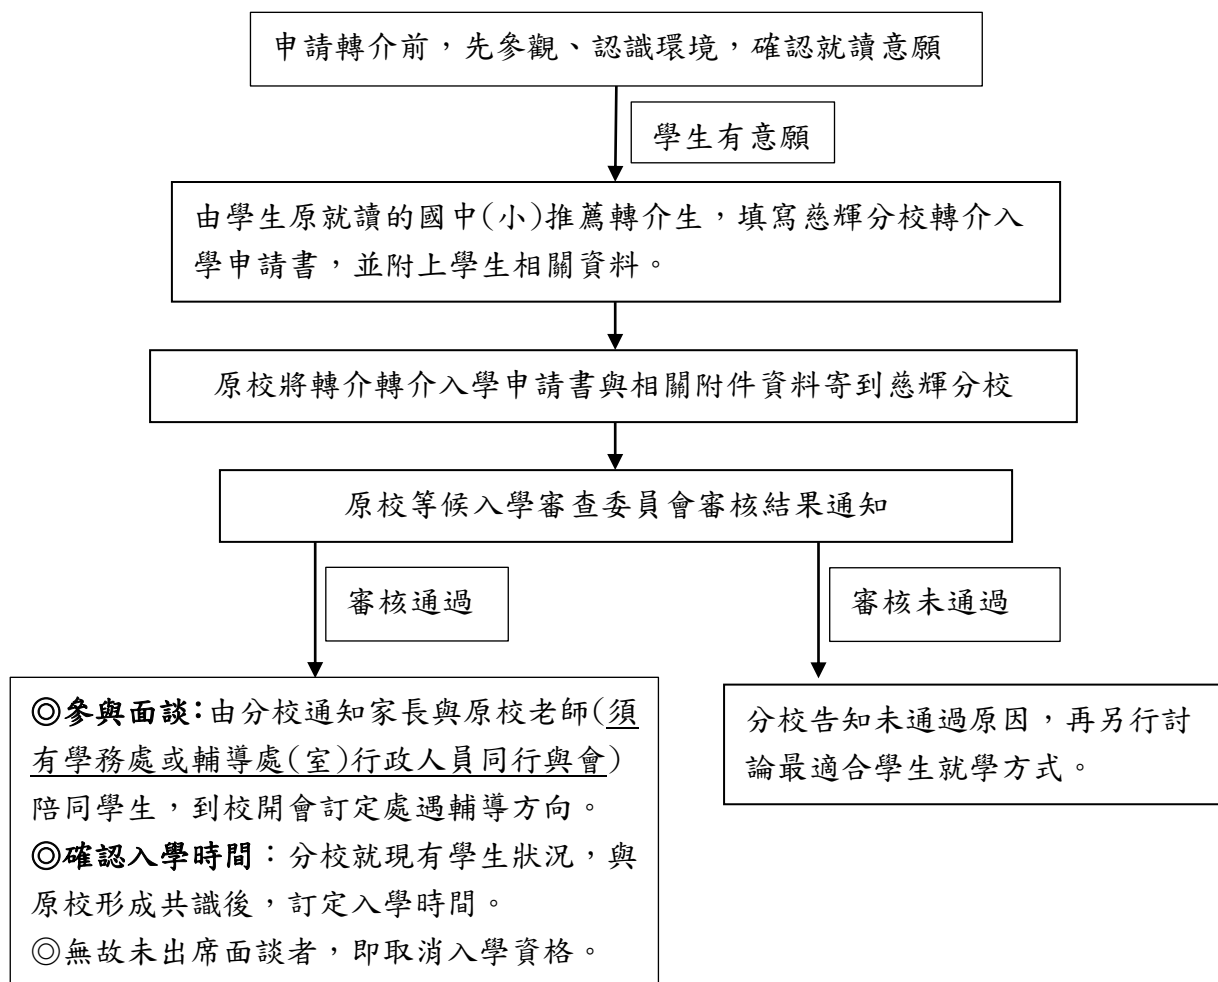 申請轉介前，先參觀、認識環境，確認就讀意願
學生有意願
由學生原就讀的國中(小)推薦轉介生，填寫慈輝分校轉介入
學申請書，並附上學生相關資料。
原校將轉介轉介入學申請書與相關附件資料寄到慈輝分校
原校等候入學審查委員會審核結果通知
審核通過
審核未通過
◎參與面談：由分校通知家長與原校老師(須
有學務處或輔導處(室)行政人員同行與會)
陪同學生，到校開會訂定處遇輔導方向。
◎確認入學時間：分校就現有學生狀況，與
原校形成共識後，訂定入學時間。
◎無故未出席面談者，即取消入學資格。
分校告知未通過原因，再另行討
論最適合學生就學方式。